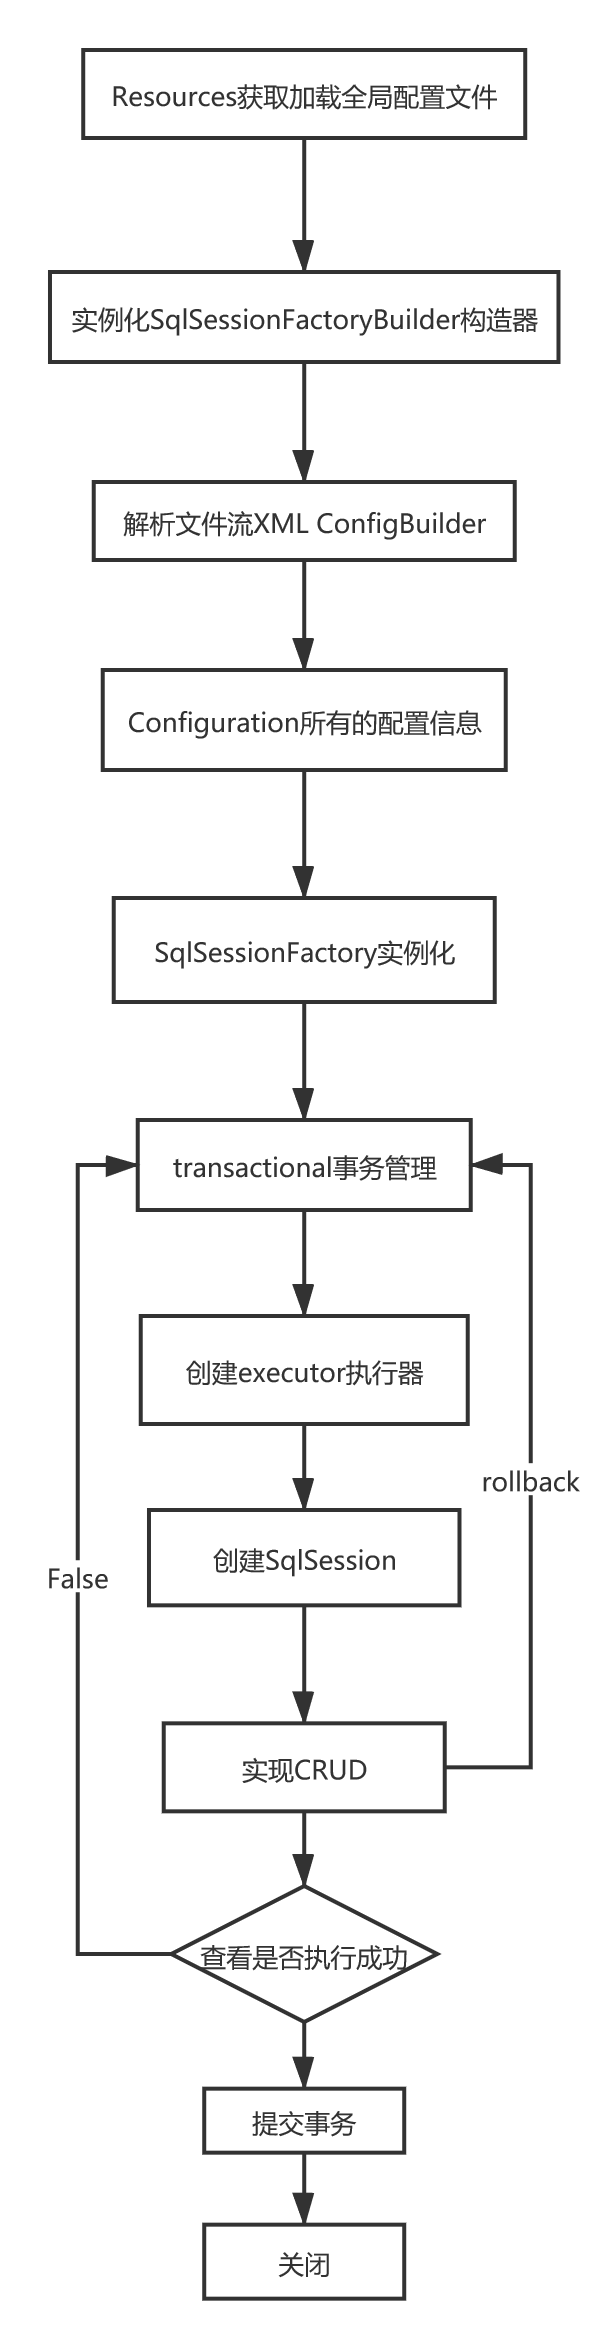 Resources获取加载全局配置文件
实例化SqlSessionFactoryBuilder构造器
解析文件流XML ConfigBuilder
Configuration所有的配置信息
SqlSessionFactory实例化
transactional事务管理
创建executor执行器
rollback
创建SqlSession
False
实现CRUD
查看是否执行成功
提交事务
关闭